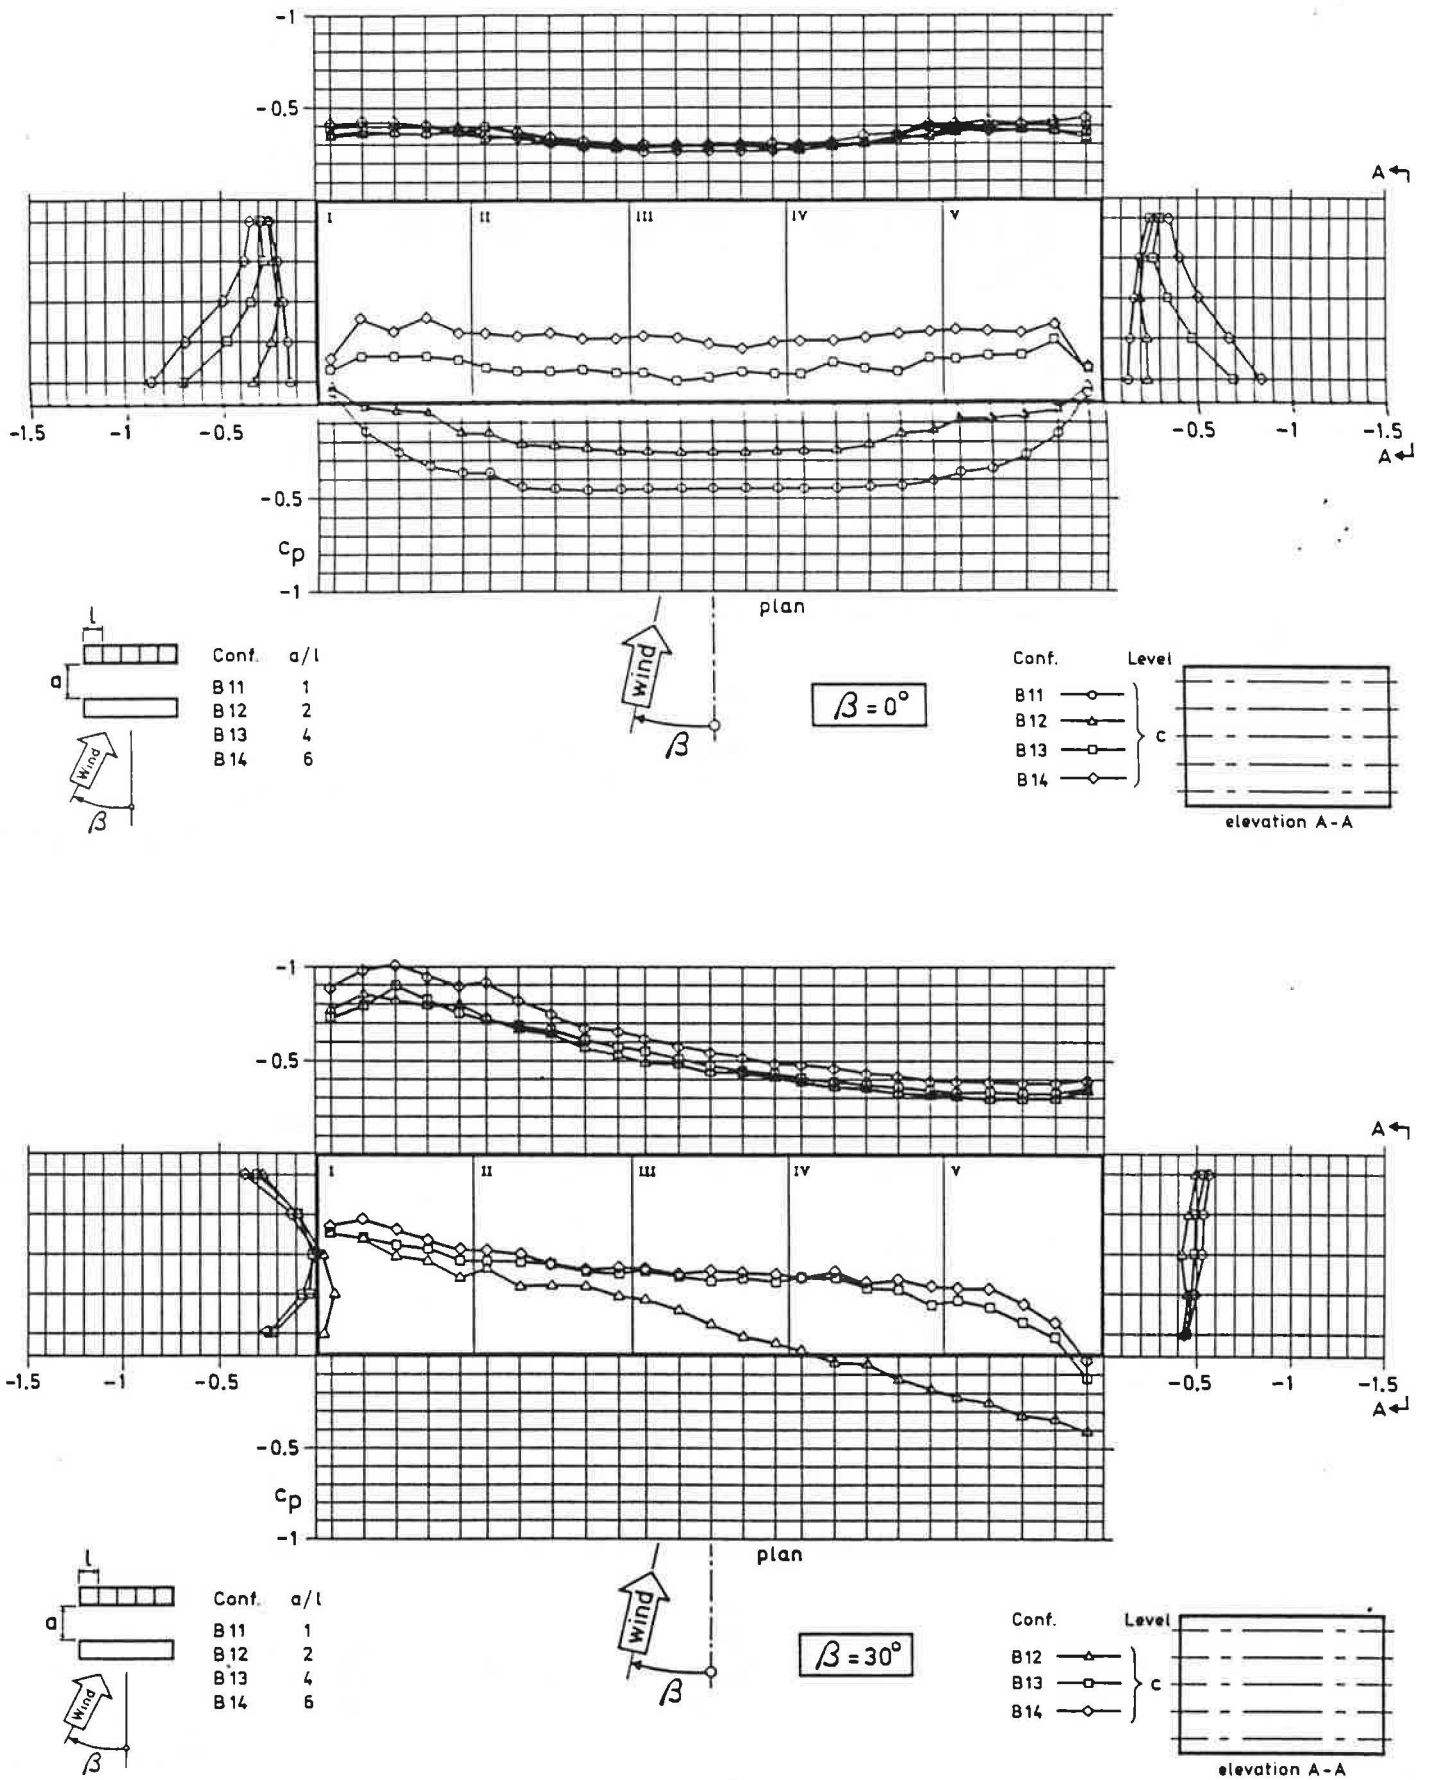 -1
-0.5
A
I II III IV V
-1.5 -1 -0.5
-0.5 -1 -1.5
A
-0.5
cp
-1
plan
l
a
Conf. a/l
B11 1
B12 2
B13 4
B14 6
Wind
β
wind
β
β=0°
Conf. Level
B11
B12
B13
B14
c
elevation A-A
-1
-0.5
A
I II III IV V
-1.5 -1 -0.5
-0.5 -1 -1.5
A
-0.5
cp
-1
plan
l
a
Conf. a/l
B11 1
B12 2
B13 4
B14 6
Wind
β
wind
β
β=30°
Conf. Level
B12
B13
B14
c
elevation A-A